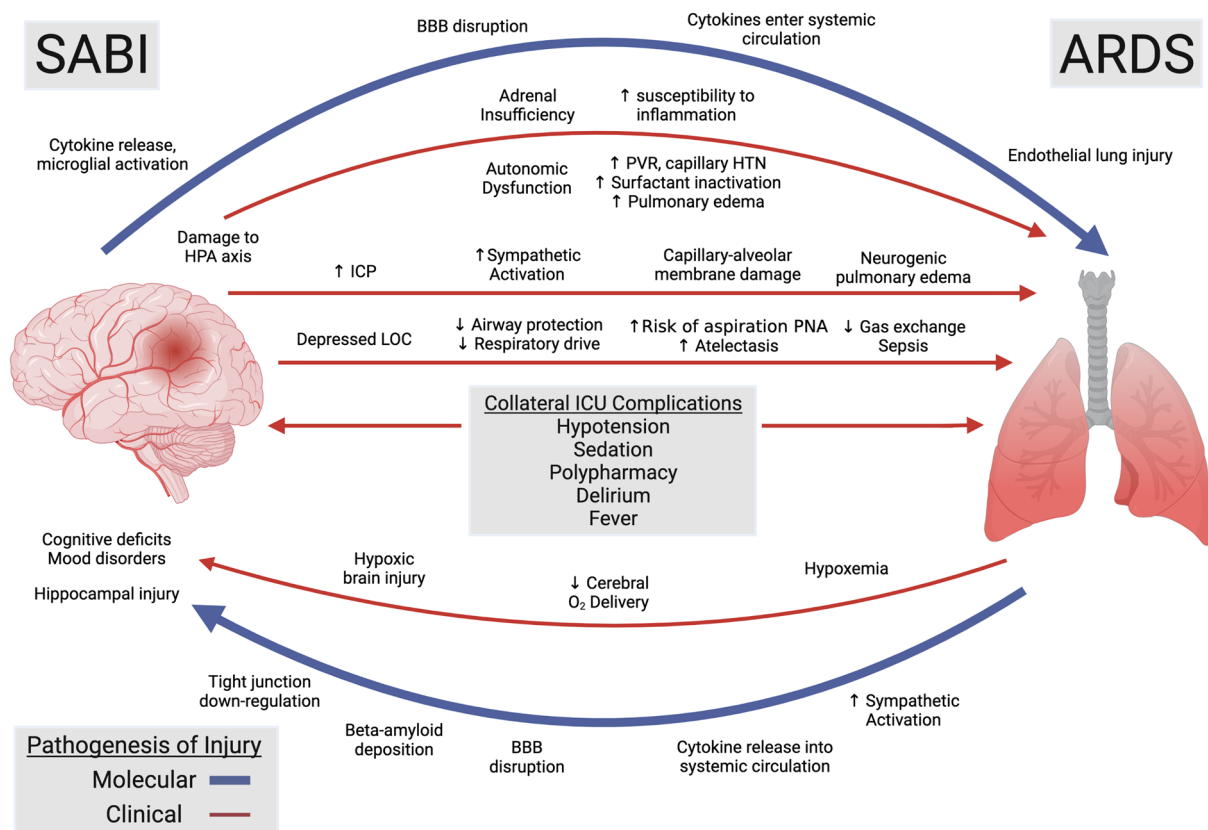 SABI
ARDS
BBB disruption
Cytokines enter systemic
circulation
Cytokine release,
microglial activation
Adrenal
Insufficiency
↑ susceptibility to
inflammation
Endothelial lung injury
Autonomic
Dysfunction
↑ PVR, capillary HTN
↑ Surfactant inactivation
↑ Pulmonary edema
Damage to
HPA axis
↑ ICP
↑Sympathetic
Activation
Capillary-alveolar
membrane damage
Neurogenic
pulmonary edema
Depressed LOC
↓ Airway protection
↓ Respiratory drive
↑Risk of aspiration PNA
↑ Atelectasis
↓ Gas exchange
Sepsis
Collateral ICU Complications
Hypotension
Sedation
Polypharmacy
Delirium
Fever
Cognitive deficits
Mood disorders
Hippocampal injury
Hypoxic
brain injury
↓ Cerebral
O₂ Delivery
Hypoxemia
Tight junction
down-regulation
Beta-amyloid
deposition
BBB
disruption
Cytokine release into
systemic circulation
↑ Sympathetic
Activation
Pathogenesis of Injury
Molecular
Clinical